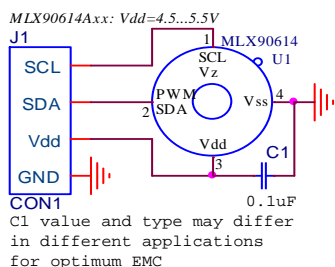 MLX90614Axx: Vdd=4.5...5.5V
J1
SCL
SDA
Vdd
GND
CON1
1
MLX90614
U1
SCL
Vz
PWM
SDA
2
Vss
4
Vdd
3
C1
0.1uF
C1 value and type may differ
in different applications
for optimum EMC